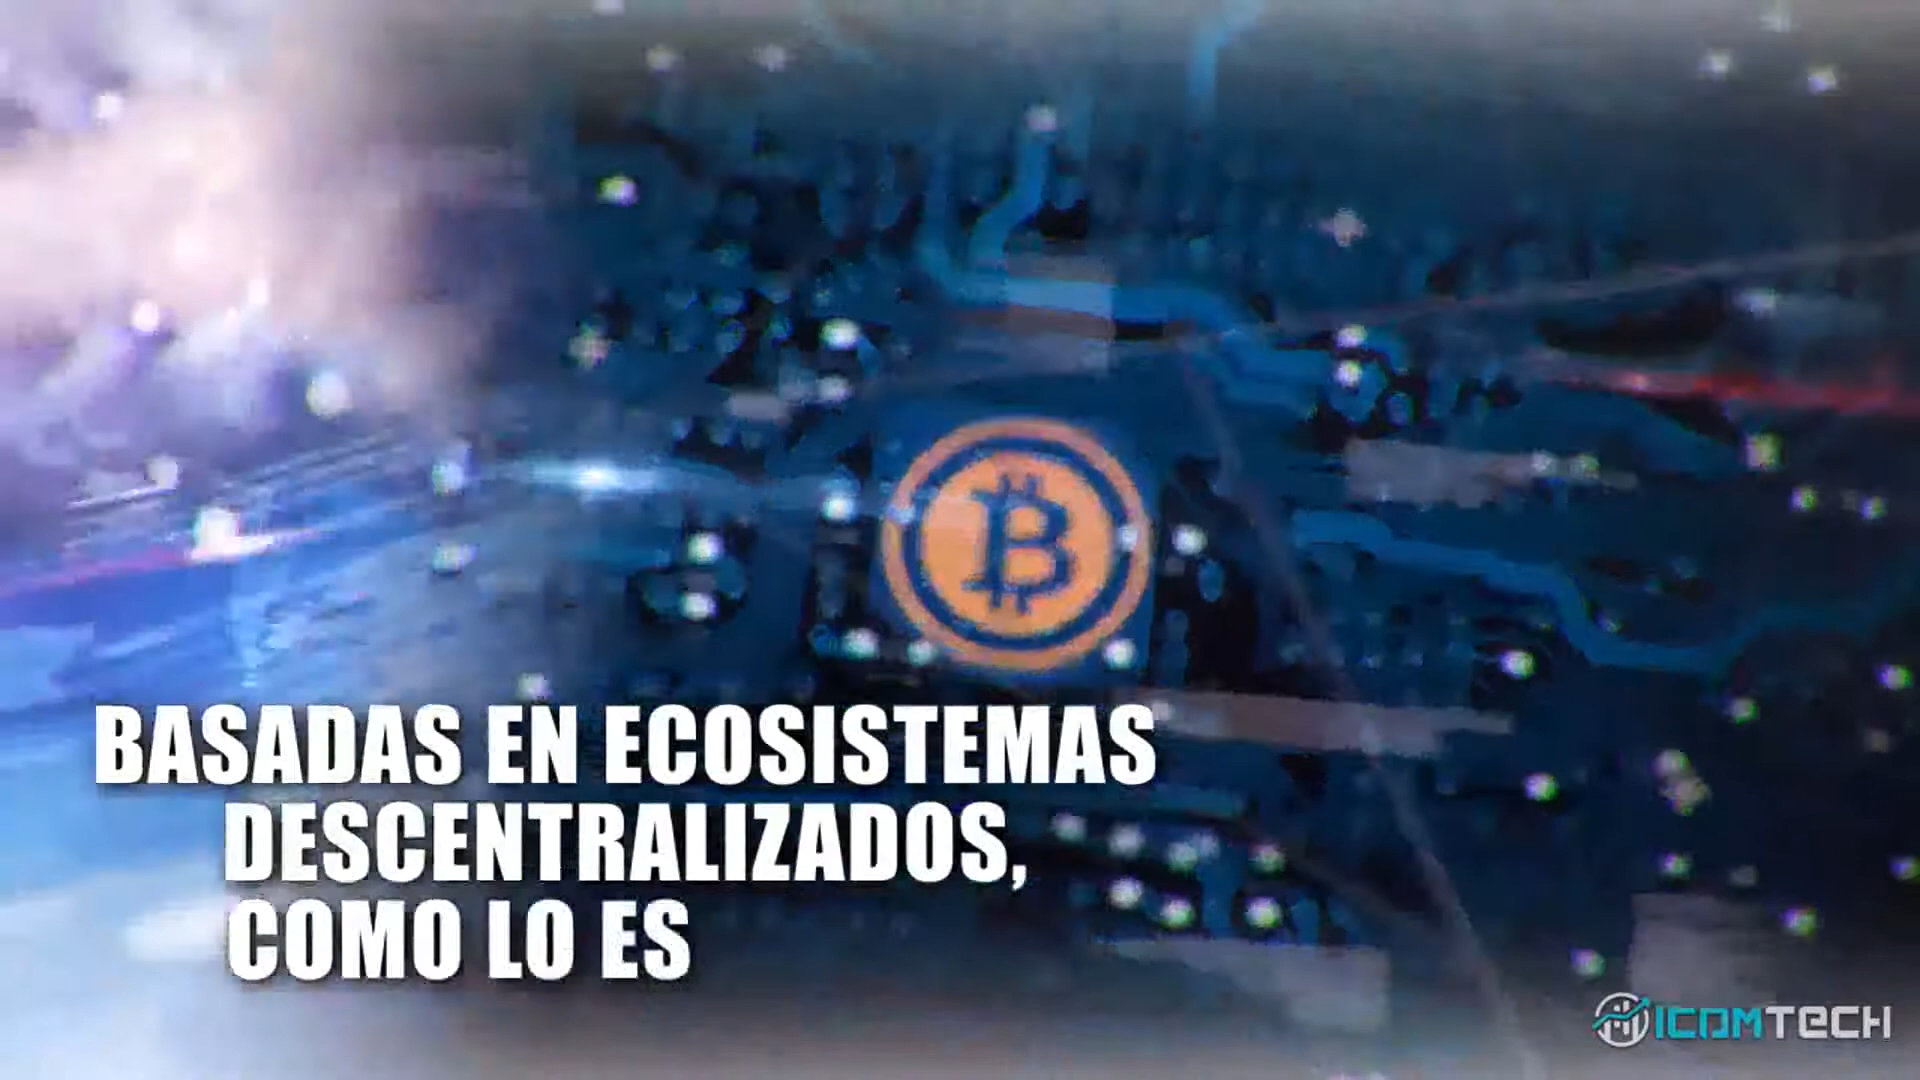 BASADAS EN ECOSISTEMAS
DESCENTRALIZADOS,
COMO LO ES
ICOMTECH